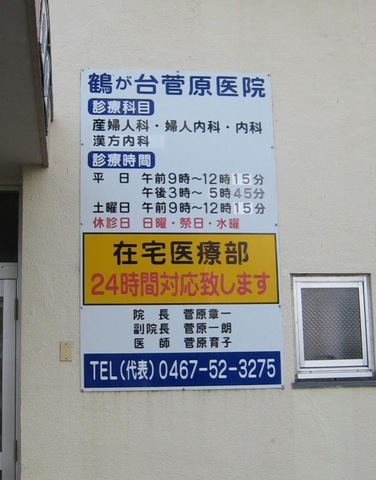 鶴が台菅原医院
診療科目
産婦人科・婦人内科・内科
漢方内科
診療時間
平 日 午前9時〜12時15分
午後3時〜 5時45分
土曜日 午前9時〜12時15分
休診日 日曜・祭日・水曜
在宅医療部
24時間対応致します
院 長 菅原章一
副院長 菅原一朗
医 師 菅原育子
TEL(代表)0467-52-3275